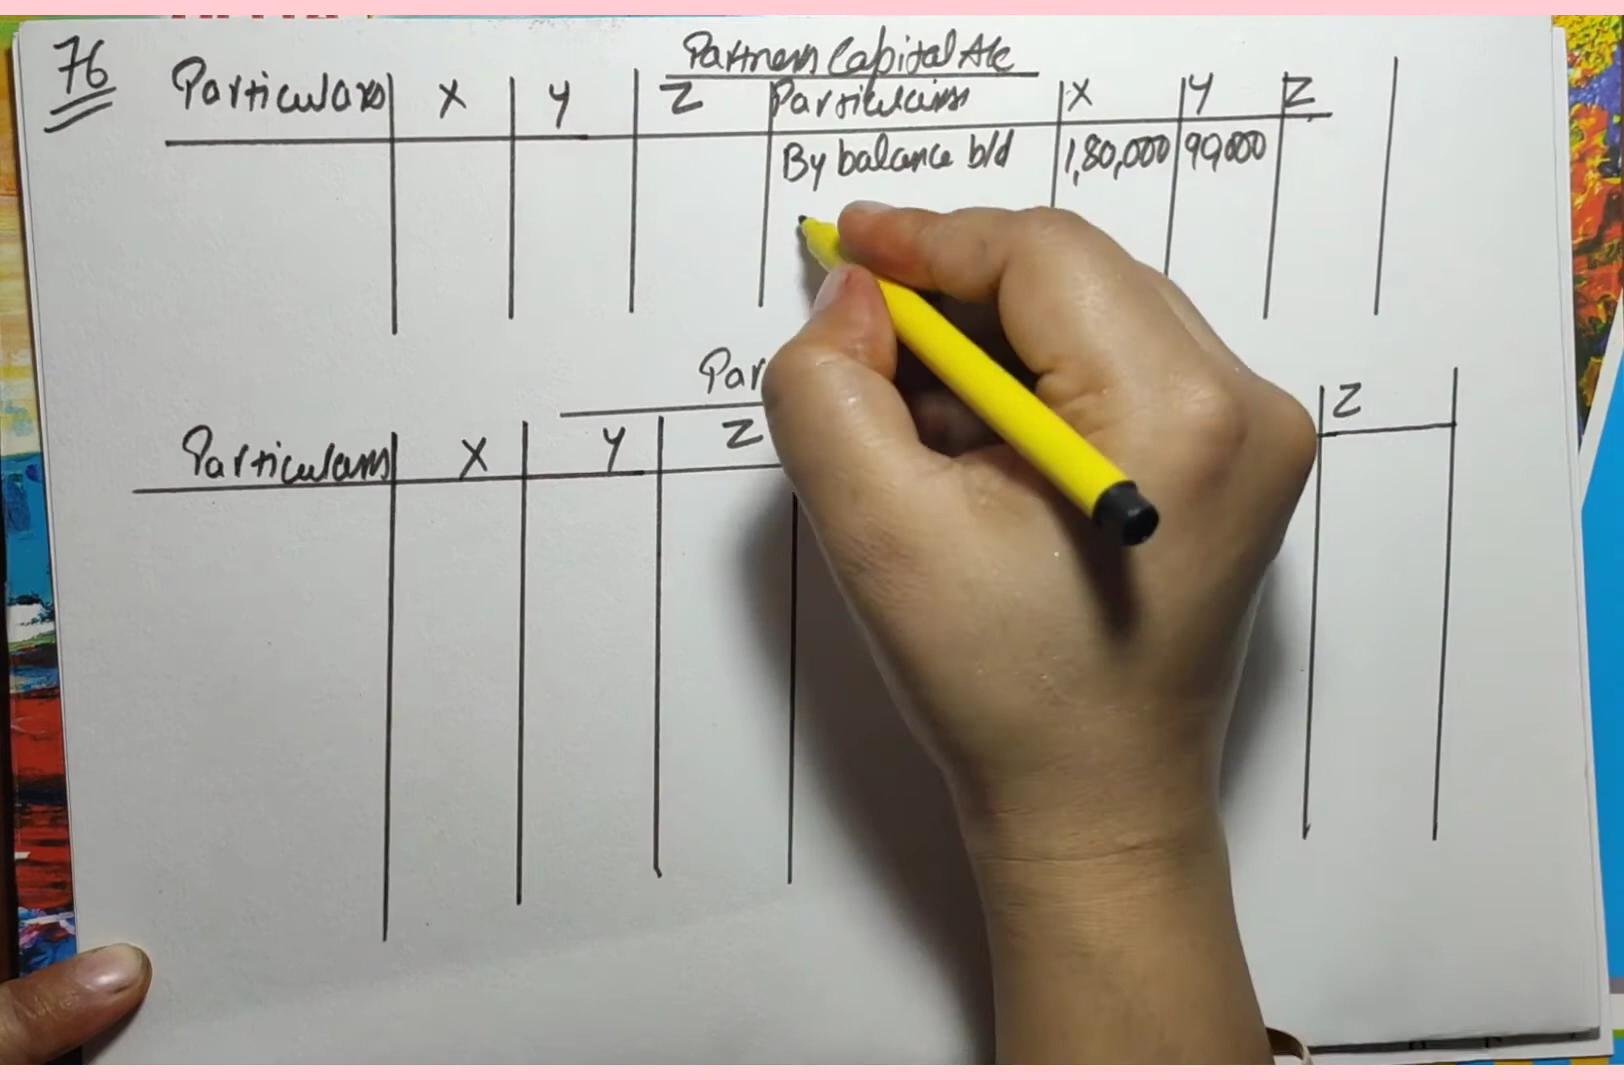 76
Partners Capital A/c
Particulars X Y Z Particulars X Y Z
By balance b/d 1,80,000 99,000
Par
Particulars X Y Z Z